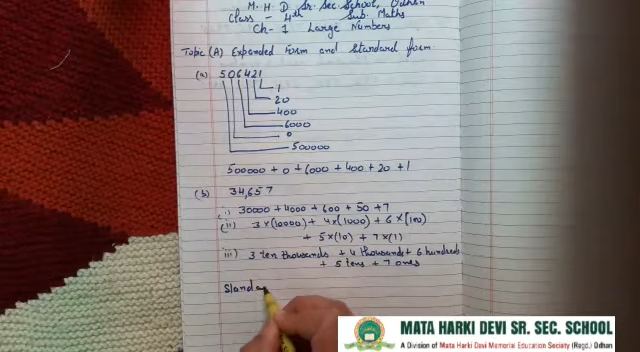 M. H. D. Sr. Sec. School, Odhan
Class - 4th Sub. Maths
Ch-1 Large Numbers
Topic (A) Expanded form and Standard form
(a) 506421
1
20
400
6000
0
500000
500000 + 0 + 6000 + 400 + 20 + 1
(b) 34,657
(i) 30000 + 4000 + 600 + 50 + 7
(ii) 3 × (10000) + 4 × (1000) + 6 × (100)
+ 5 × (10) + 7 × (1)
iii) 3 ten thousands + 4 thousands + 6 hundreds
+ 5 tens + 7 ones
Standa
MATA HARKI DEVI SR. SEC. SCHOOL
A Division of Mata Harki Devi Memorial Education Society (Regd.) Odhan